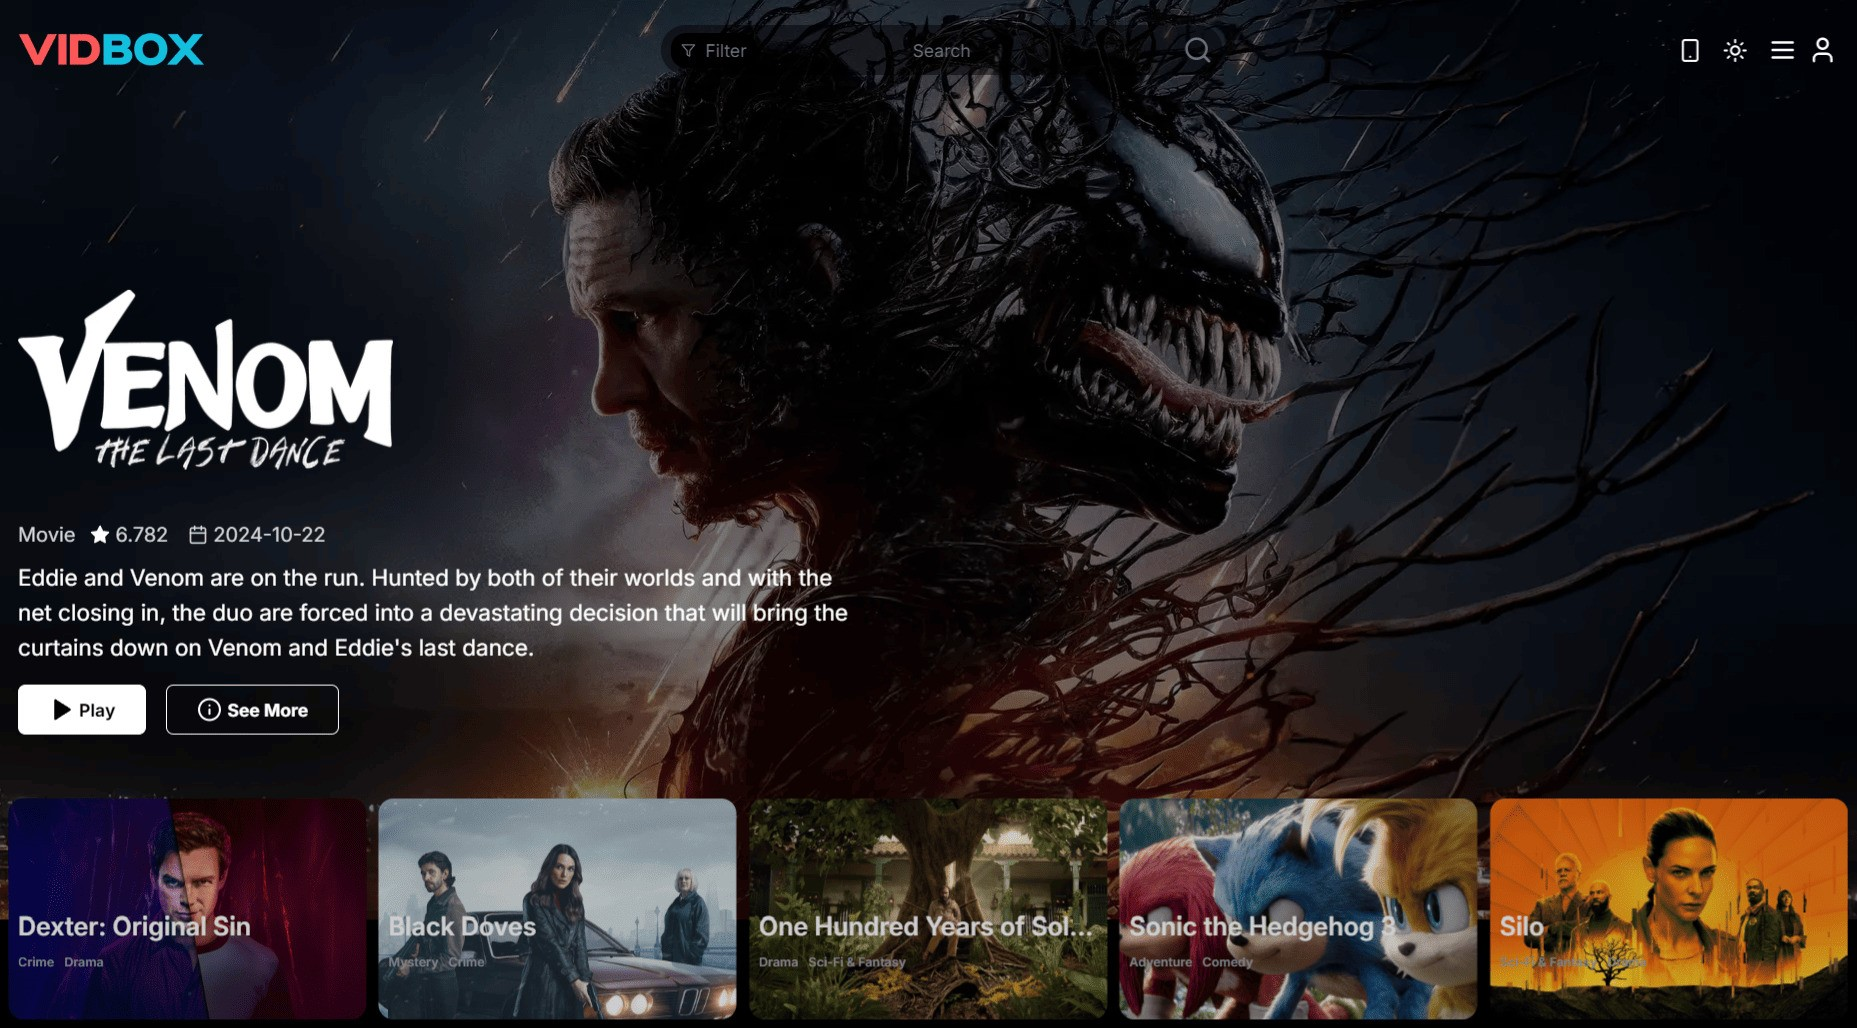 VIDBOX
Filter
Search
VENOM
THE LAST DANCE
Movie 6.782 2024-10-22
Eddie and Venom are on the run. Hunted by both of their worlds and with the
net closing in, the duo are forced into a devastating decision that will bring the
curtains down on Venom and Eddie's last dance.
Play
See More
Dexter: Original Sin
Crime Drama
Black Doves
Mystery Crime
One Hundred Years of Sol...
Drama Sci-Fi & Fantasy
Sonic the Hedgehog 3
Adventure Comedy
Silo
Sci-Fi & Fantasy